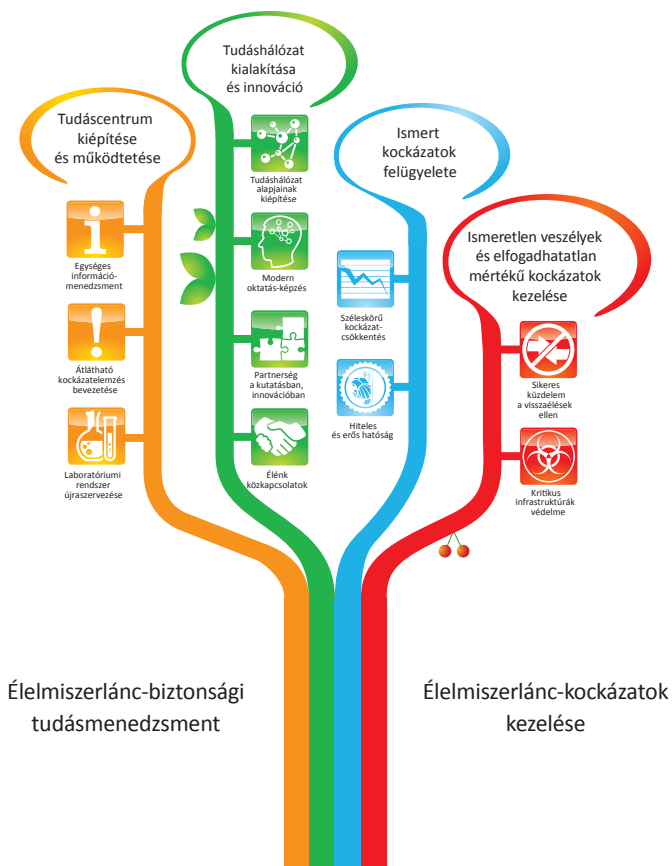 Tudáscentrum
kiépítése
és működtetése
Egységes
információ-
menedzsment
Átlátható
kockázatelemzés
bevezetése
Laboratóriumi
rendszer
újraszervezése
Tudáshálózat
kialakítása
és innováció
Tudáshálózat
alapjainak
kiépítése
Modern
oktatás-képzés
Partnerség
a kutatásban,
innovációban
Élénk
közkapcsolatok
Ismert
kockázatok
felügyelete
Széleskörű
kockázat-
csökkentés
Hiteles
és erős hatóság
Ismeretlen veszélyek
és elfogadhatatlan
mértékű kockázatok
kezelése
Sikeres
küzdelem
a visszaélések
ellen
Kritikus
infrastruktúrák
védelme
Élelmiszerlánc-biztonsági
tudásmenedzsment
Élelmiszerlánc-kockázatok
kezelése